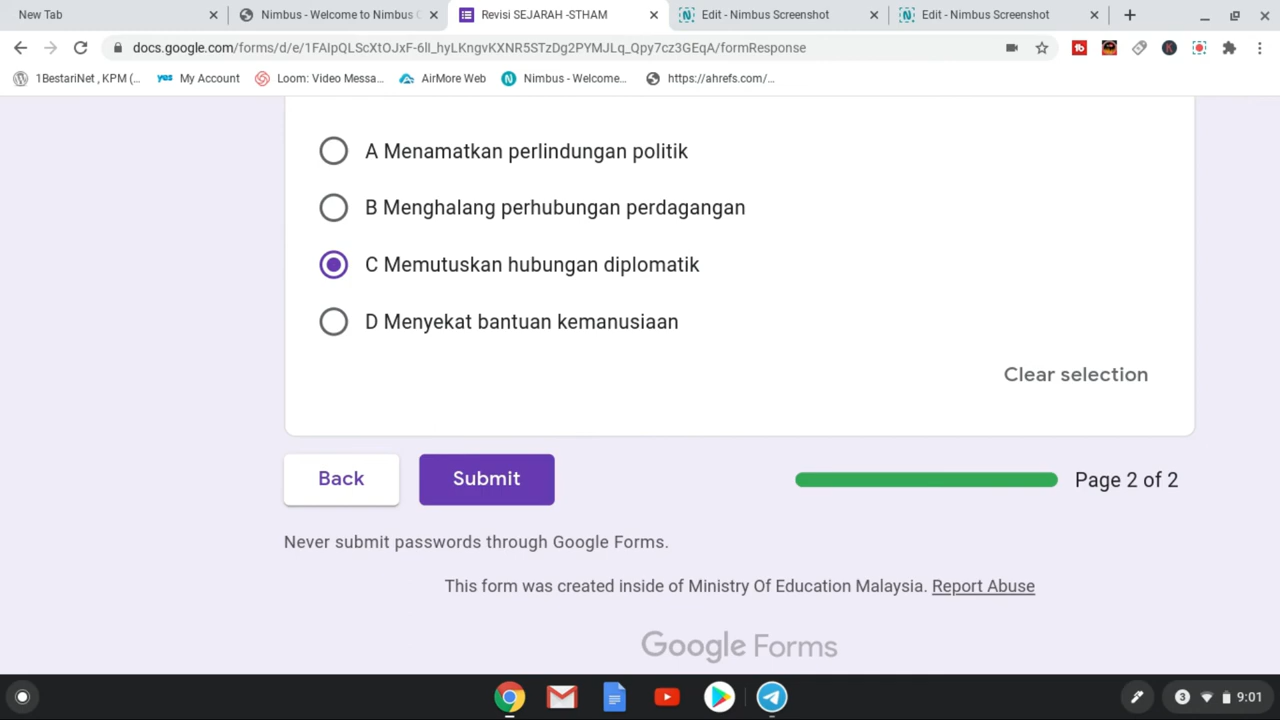 New Tab
Nimbus - Welcome to Nimbus
Revisi SEJARAH -STHAM
Edit - Nimbus Screenshot
Edit - Nimbus Screenshot
docs.google.com/forms/d/e/1FAIpQLScXtOJxF-6lI_hyLKngvKXNR5STzDg2PYMJLq_Qpy7cz3GEqA/formResponse
1BestariNet , KPM (...
yes My Account
Loom: Video Messa...
AirMore Web
Nimbus - Welcome...
https://ahrefs.com/...
A Menamatkan perlindungan politik
B Menghalang perhubungan perdagangan
C Memutuskan hubungan diplomatik
D Menyekat bantuan kemanusiaan
Clear selection
Back
Submit
Page 2 of 2
Never submit passwords through Google Forms.
This form was created inside of Ministry Of Education Malaysia. Report Abuse
Google Forms
3
9:01